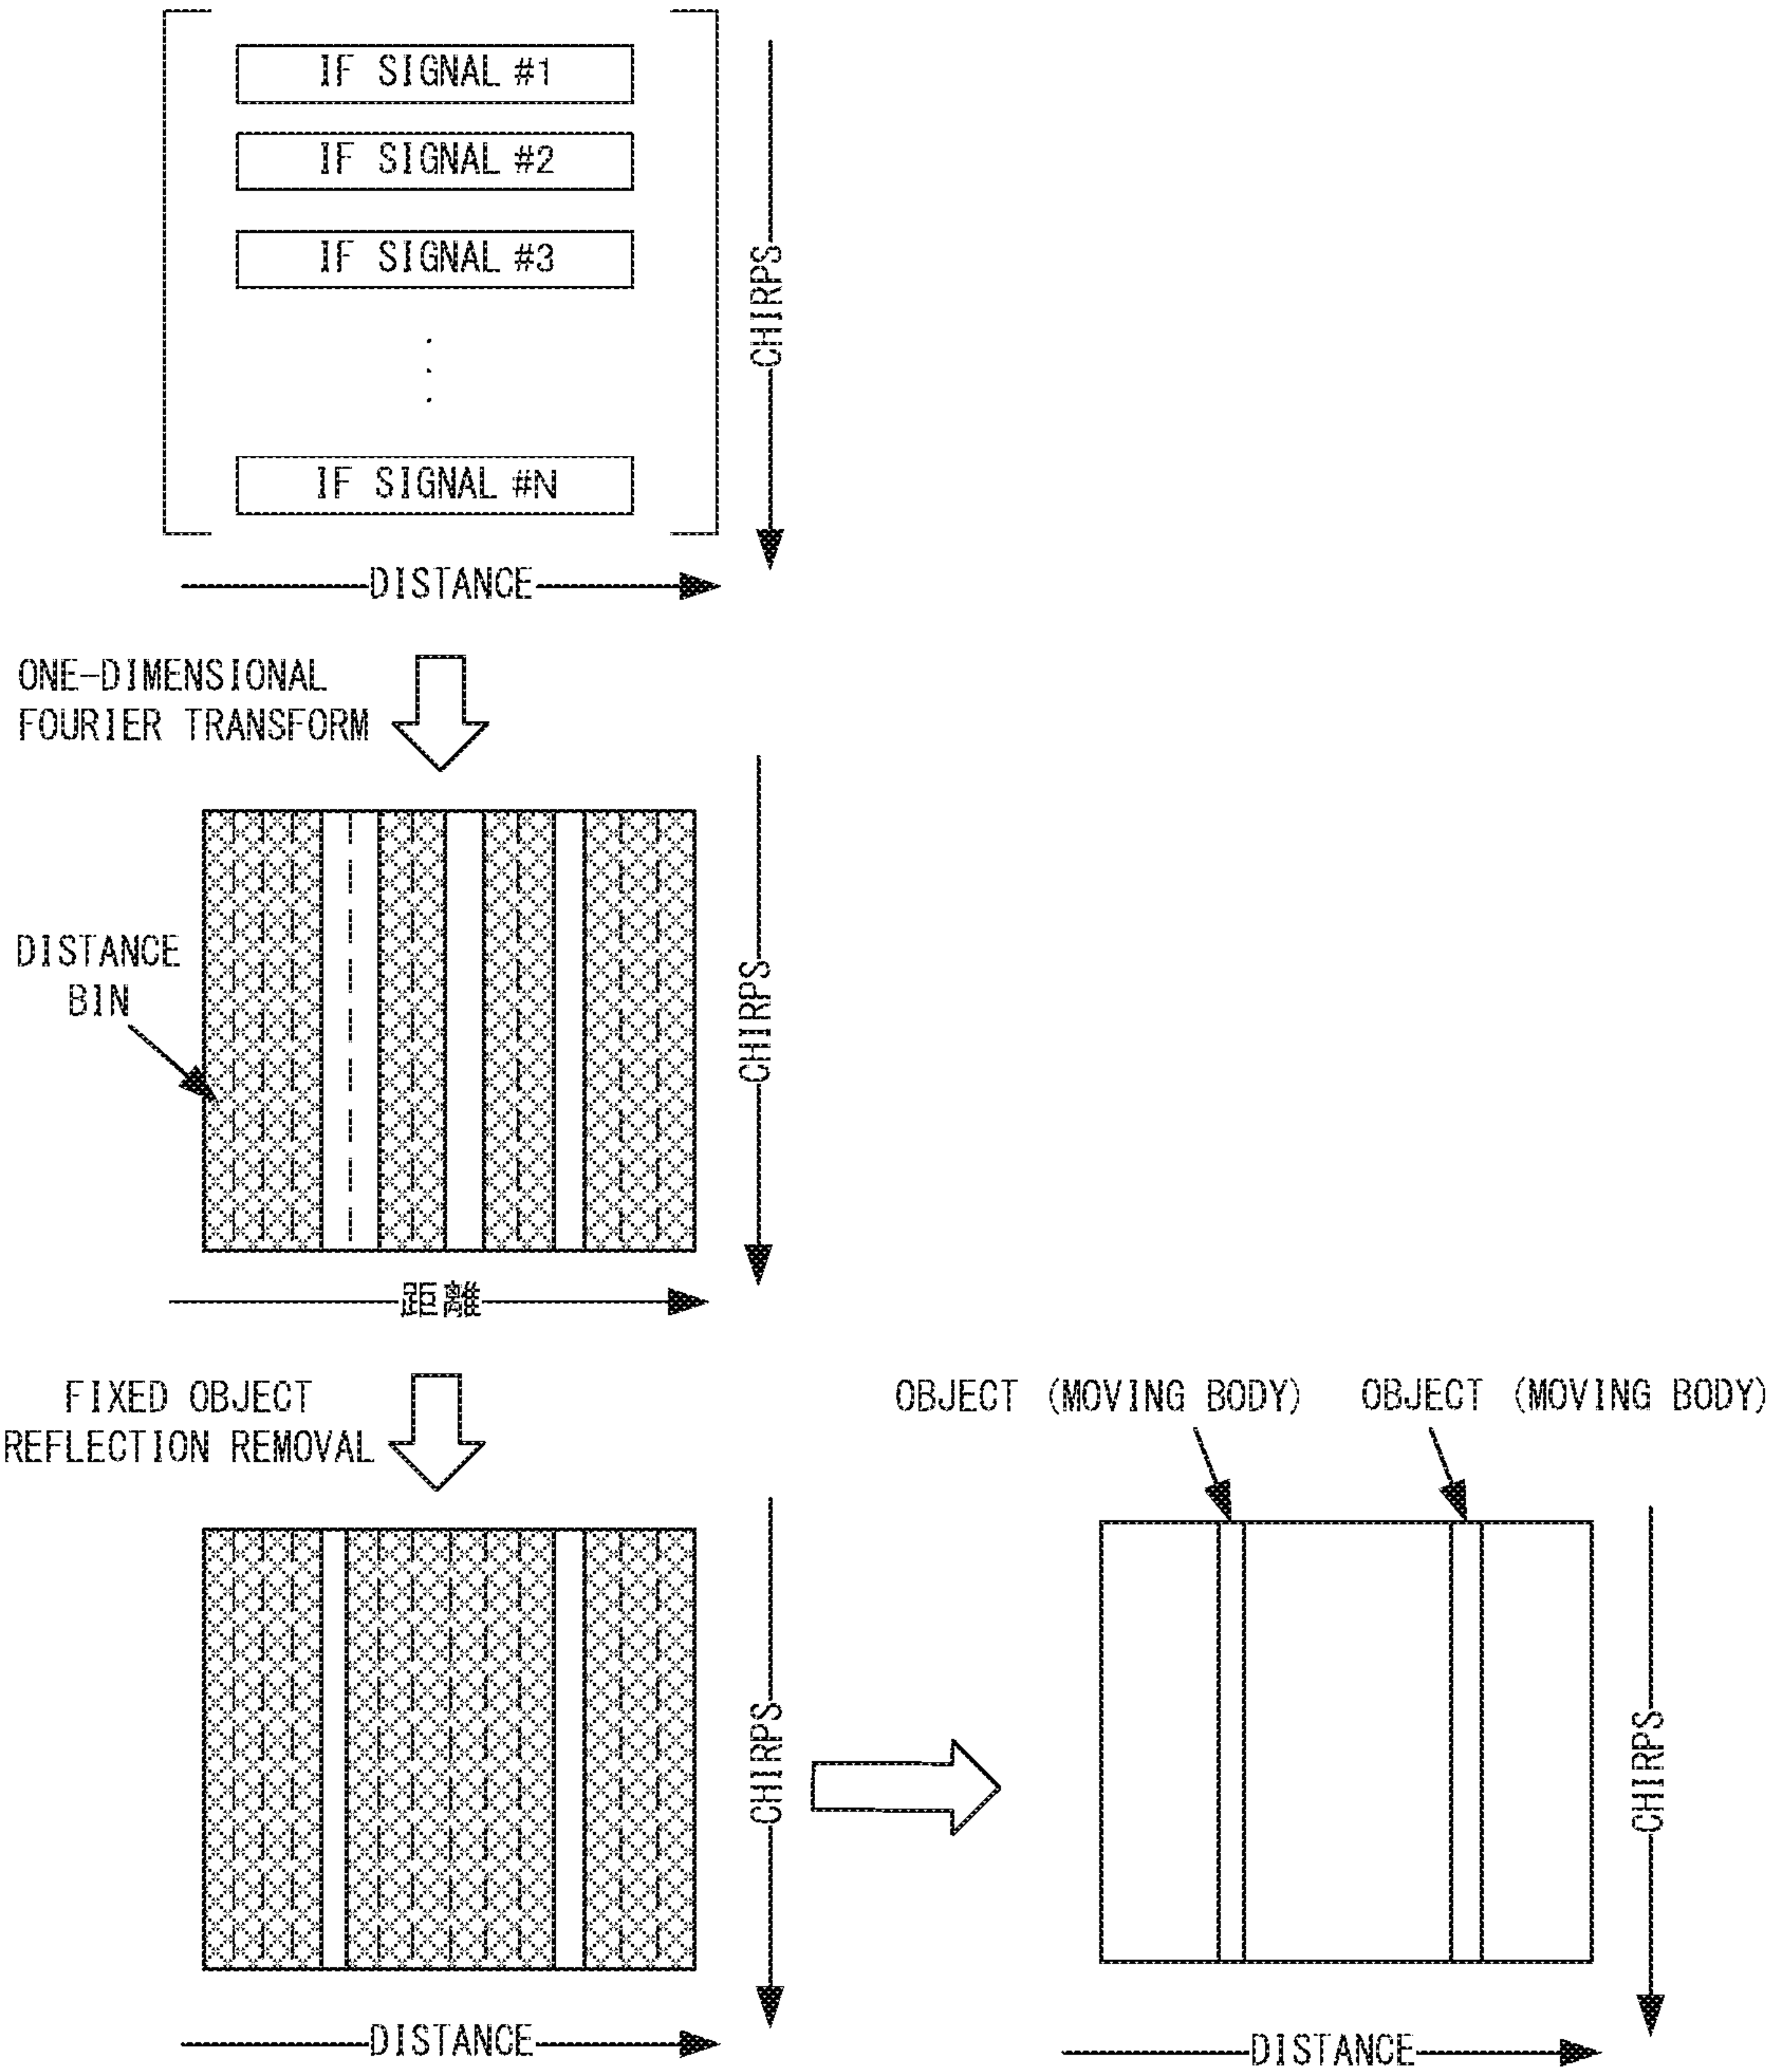 IF SIGNAL #1
IF SIGNAL #2
IF SIGNAL #3
IF SIGNAL #N
CHIRPS
DISTANCE
ONE-DIMENSIONAL
FOURIER TRANSFORM
DISTANCE
BIN
CHIRPS
距離
FIXED OBJECT
REFLECTION REMOVAL
OBJECT (MOVING BODY)
OBJECT (MOVING BODY)
CHIRPS
CHIRPS
DISTANCE
DISTANCE